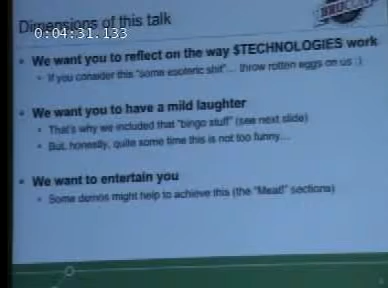 Dimensions of this talk
0:04:31.133
We want you to reflect on the way $TECHNOLOGIES work
If you consider this "some esoteric shit"... throw rotten eggs on us :)
We want you to have a mild laughter
That's why we included that "bingo stuff" (see next slide)
But, honestly, quite some time this is not too funny...
We want to entertain you
Some demos might help to achieve this (the "Meat!" sections)